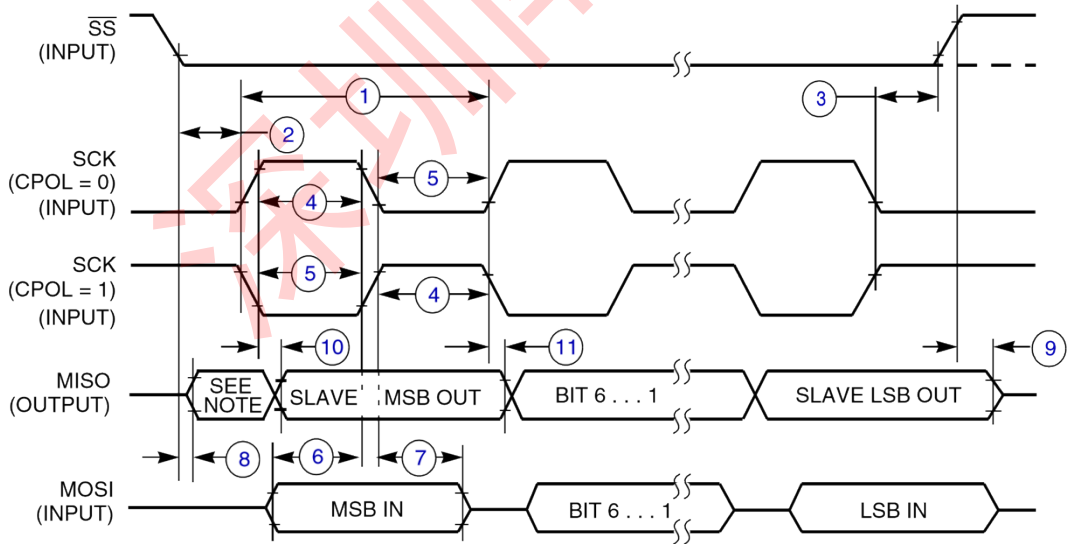 SS
(INPUT)
1
3
2
SCK
(CPOL = 0)
(INPUT)
5
4
SCK
(CPOL = 1)
(INPUT)
5
4
10
11
9
MISO
(OUTPUT)
SEE
NOTE
SLAVE
MSB OUT
BIT 6 . . . 1
SLAVE LSB OUT
8
6
7
MOSI
(INPUT)
MSB IN
BIT 6 . . . 1
LSB IN
深圳